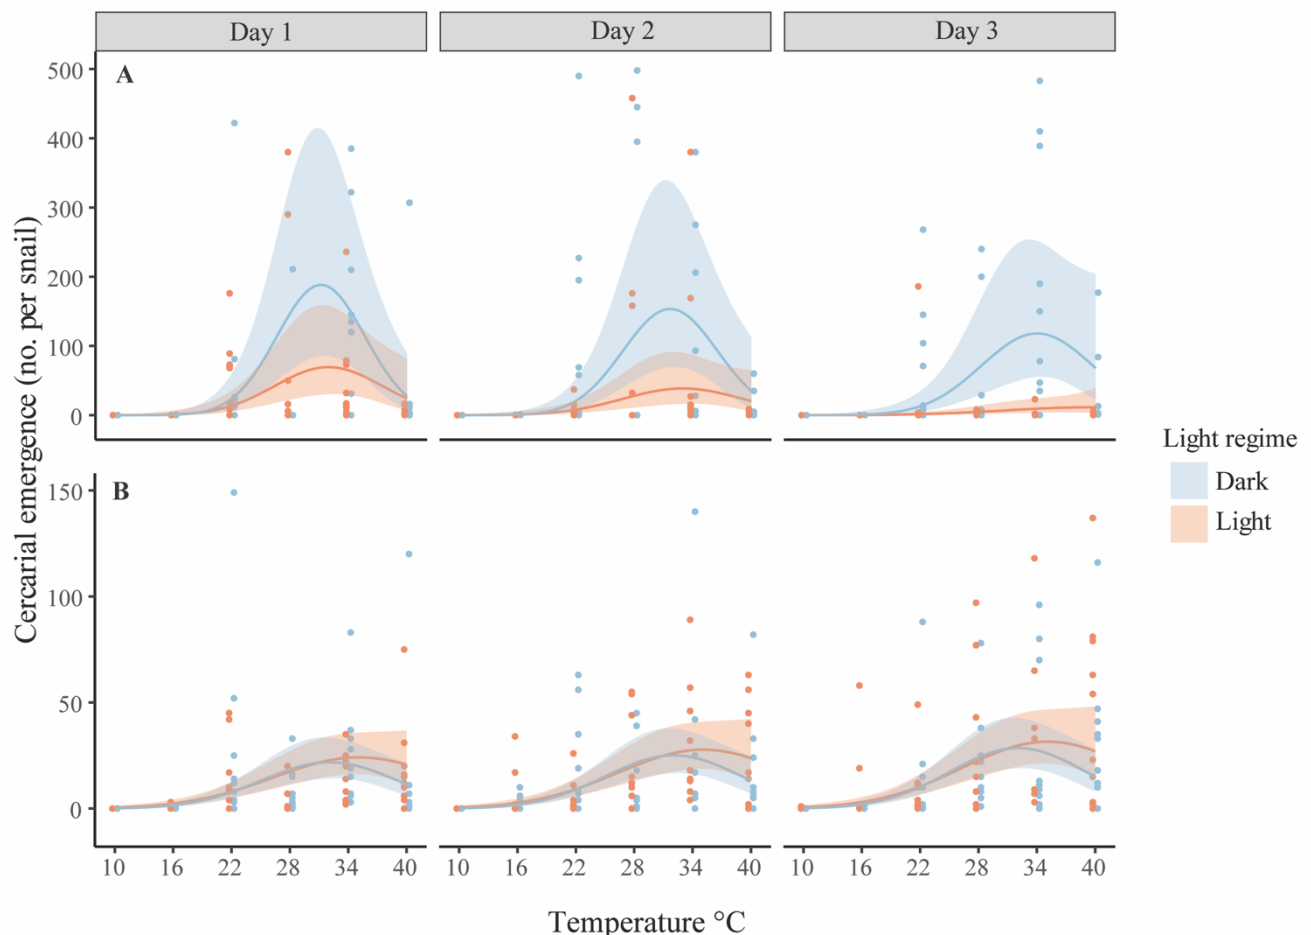 Day 1 Day 2 Day 3
A
500
400
300
200
100
0
Cercarial emergence (no. per snail)
Light regime
Dark
Light
B
150
100
50
0
10 16 22 28 34 40 10 16 22 28 34 40 10 16 22 28 34 40
Temperature °C